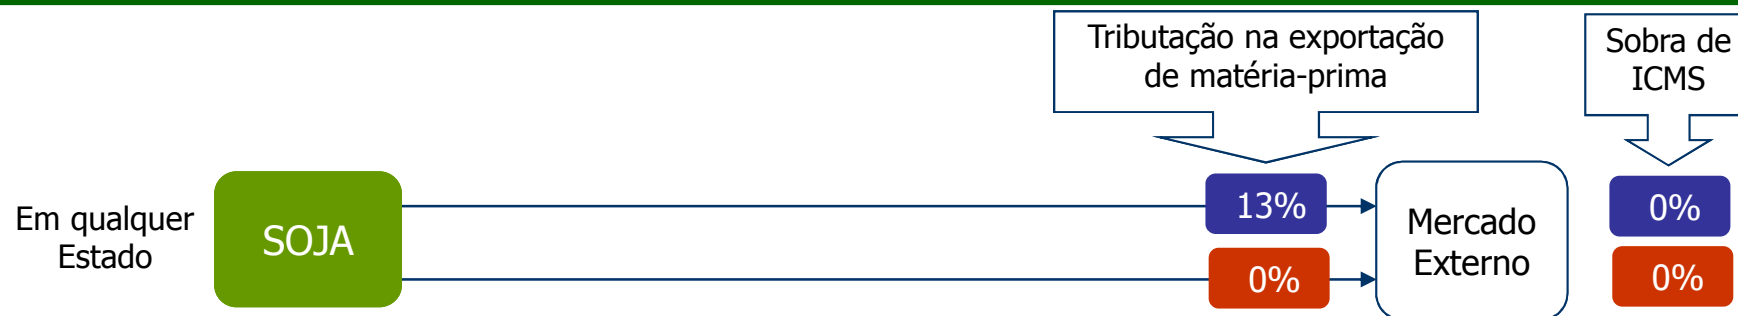 Tributação na exportação
de matéria-prima
Sobra de
ICMS
Em qualquer
Estado
SOJA
13%
0%
Mercado
Externo
0%
0%